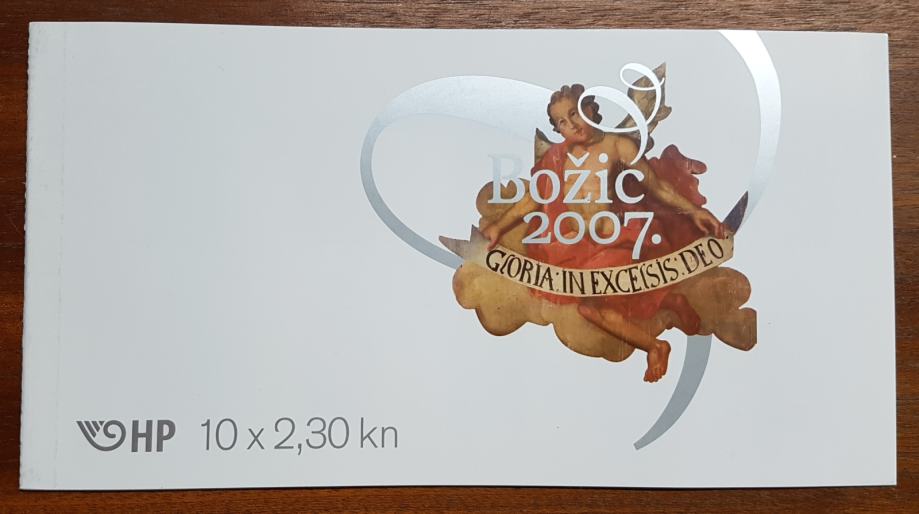 Božić
2007.
GLORIA·IN EXCELSIS·DEO
HP 10 x 2,30 kn